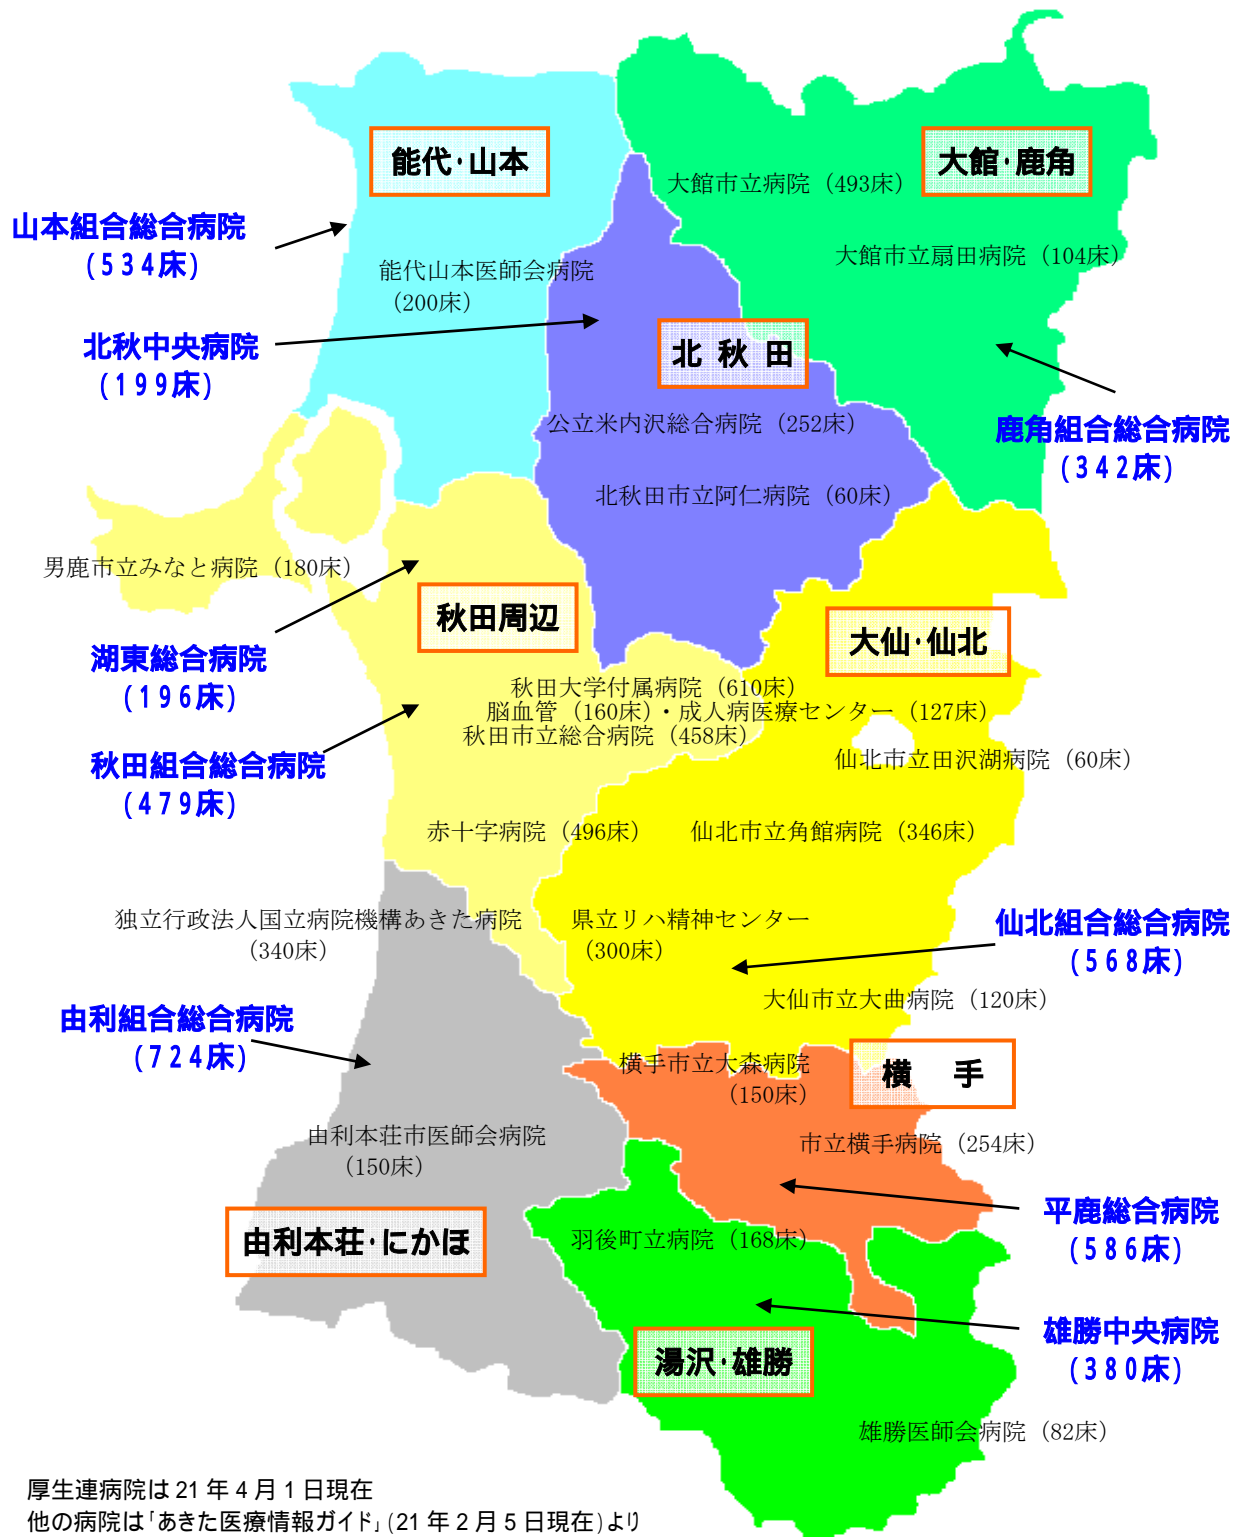 能代・山本
大館・鹿角
大館市立病院（493床）
山本組合総合病院
(534床)
大館市立扇田病院（104床）
能代山本医師会病院
（200床）
北秋中央病院
(199床)
北 秋 田
公立米内沢総合病院（252床）
鹿角組合総合病院
(342床)
北秋田市立阿仁病院（60床）
男鹿市立みなと病院（180床）
秋田周辺
大仙・仙北
湖東総合病院
(196床)
秋田大学付属病院（610床）
脳血管（160床）・成人病医療センター（127床）
秋田市立総合病院（458床）
仙北市立田沢湖病院（60床）
秋田組合総合病院
(479床)
赤十字病院（496床）
仙北市立角館病院（346床）
独立行政法人国立病院機構あきた病院
（340床）
県立リハ精神センター
（300床）
仙北組合総合病院
(568床)
大仙市立大曲病院（120床）
由利組合総合病院
(724床)
横手市立大森病院
（150床）
横 手
由利本荘市医師会病院
（150床）
市立横手病院（254床）
平鹿総合病院
(586床)
由利本荘・にかほ
羽後町立病院（168床）
雄勝中央病院
(380床)
湯沢・雄勝
雄勝医師会病院（82床）
厚生連病院は 21 年 4 月 1 日現在
他の病院は「あきた医療情報ガイド」(21 年 2 月 5 日現在)より